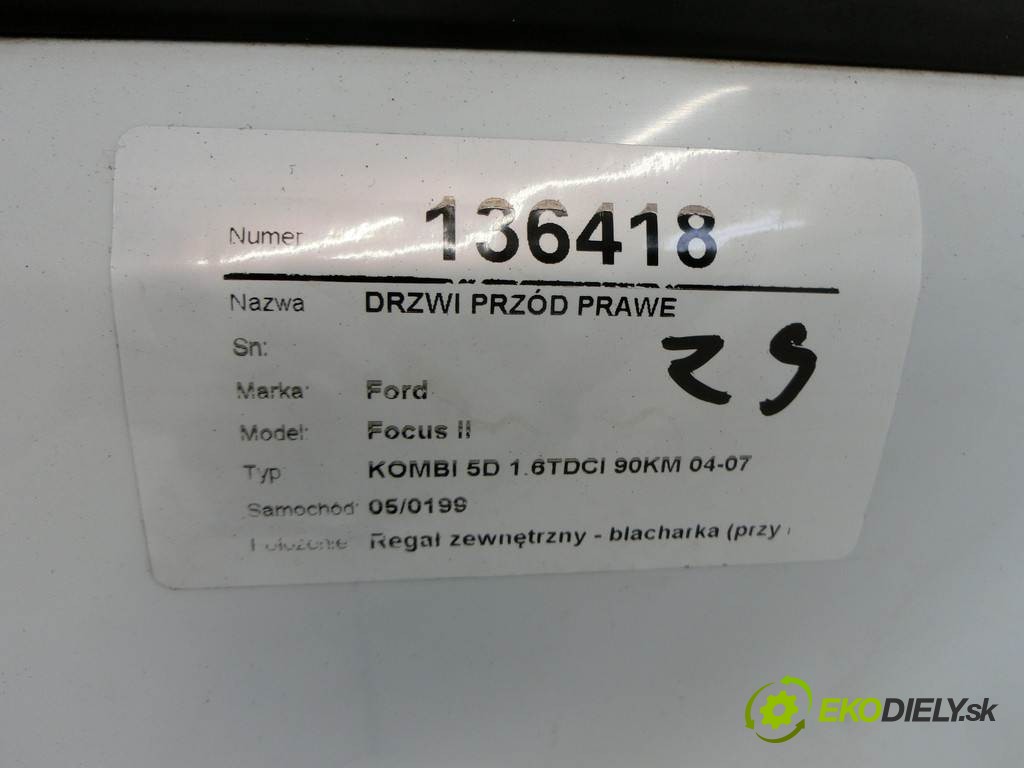 Numer 136418
Nazwa DRZWI PRZÓD PRAWE
Sn:
Marka: Ford
Model: Focus II
Typ KOMBI 5D 1.6TDCI 90KM 04-07
Samochód: 05/0199
Położenie Regał zewnętrzny - blacharka (przy
EKODIELY.sk